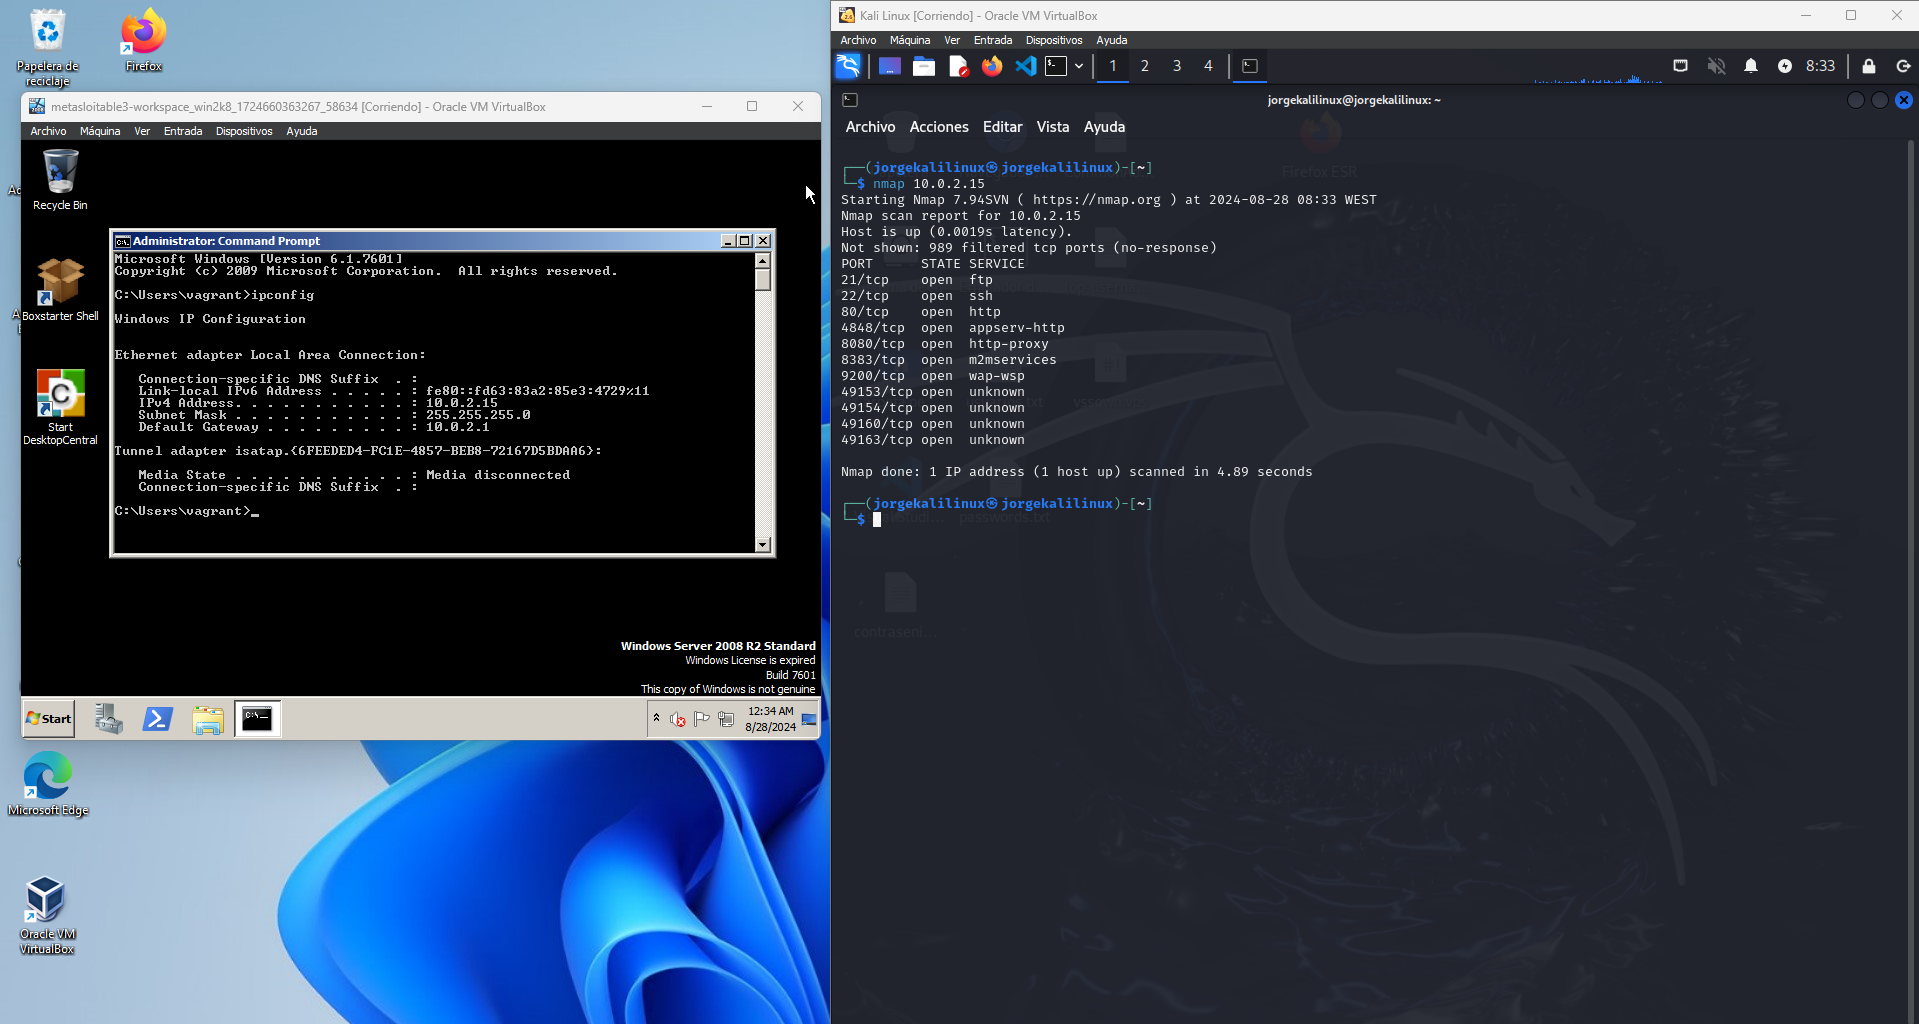 Papelera de
reciclaje
Firefox
metasloitable3-workspace_win2k8_1724660363267_58634 [Corriendo] - Oracle VM VirtualBox
Archivo Máquina Ver Entrada Dispositivos Ayuda
Recycle Bin
Boxstarter Shell
Start
DesktopCentral
Administrator: Command Prompt
Microsoft Windows [Version 6.1.7601]
Copyright (c) 2009 Microsoft Corporation.  All rights reserved.
C:\Users\vagrant>ipconfig
Windows IP Configuration
Ethernet adapter Local Area Connection:
Connection-specific DNS Suffix  . :
Link-local IPv6 Address . . . . . : fe80::fd63:83a2:85e3:4729%11
IPv4 Address. . . . . . . . . . . : 10.0.2.15
Subnet Mask . . . . . . . . . . . : 255.255.255.0
Default Gateway . . . . . . . . . : 10.0.2.1
Tunnel adapter isatap.{6FEEDED4-FC1E-4857-BEB8-72167D5BDAA6}:
Media State . . . . . . . . . . . : Media disconnected
Connection-specific DNS Suffix  . :
C:\Users\vagrant>_
Windows Server 2008 R2 Standard
Windows License is expired
Build 7601
This copy of Windows is not genuine
Start
12:34 AM
8/28/2024
Microsoft Edge
Oracle VM
VirtualBox
Kali Linux [Corriendo] - Oracle VM VirtualBox
Archivo Máquina Ver Entrada Dispositivos Ayuda
1 2 3 4
8:33
jorgekalilinux@jorgekalilinux: ~
Archivo Acciones Editar Vista Ayuda
Firefox ESR
┌──(jorgekalilinux㉿jorgekalilinux)-[~]
└─$ nmap 10.0.2.15
Starting Nmap 7.94SVN ( https://nmap.org ) at 2024-08-28 08:33 WEST
Nmap scan report for 10.0.2.15
Host is up (0.0019s latency).
Not shown: 989 filtered tcp ports (no-response)
PORT      STATE SERVICE
21/tcp    open  ftp
22/tcp    open  ssh
80/tcp    open  http
4848/tcp  open  appserv-http
8080/tcp  open  http-proxy
8383/tcp  open  m2mservices
9200/tcp  open  wap-wsp
49153/tcp open  unknown
49154/tcp open  unknown
49160/tcp open  unknown
49163/tcp open  unknown
Nmap done: 1 IP address (1 host up) scanned in 4.89 seconds
┌──(jorgekalilinux㉿jorgekalilinux)-[~]
└─$
passwords.txt
contraseni...